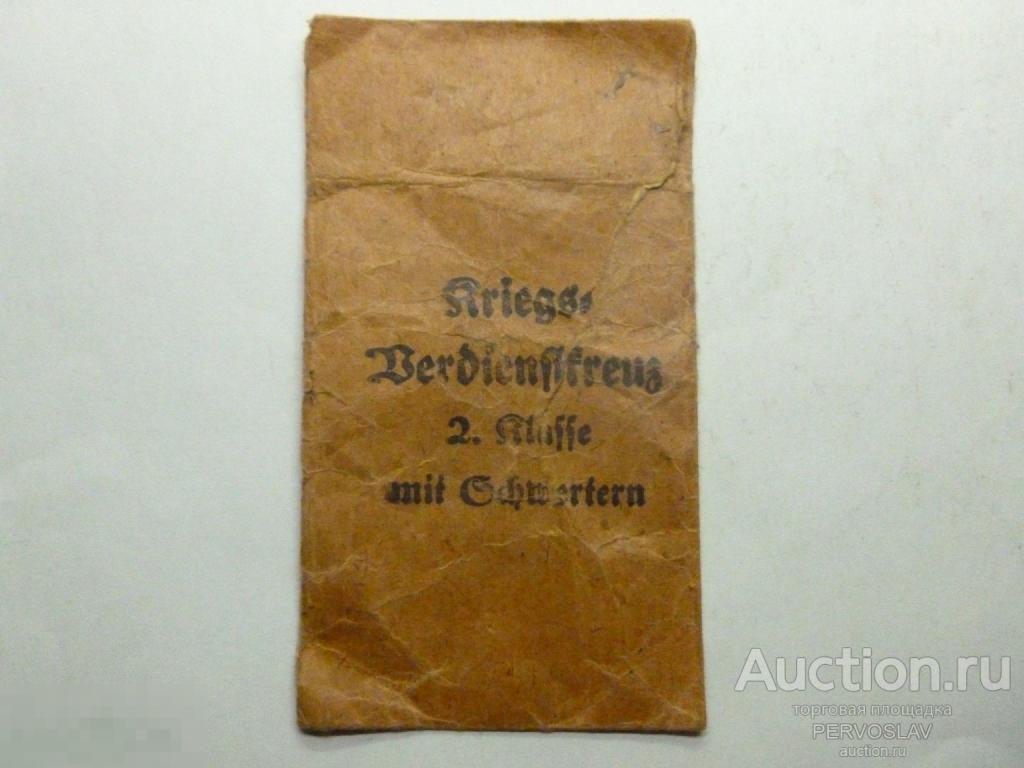 Kriegs-
Verdienstkreuz
2. Klasse
mit Schwertern
Auction.ru
торговая площадка
PERVOSLAV
auction.ru